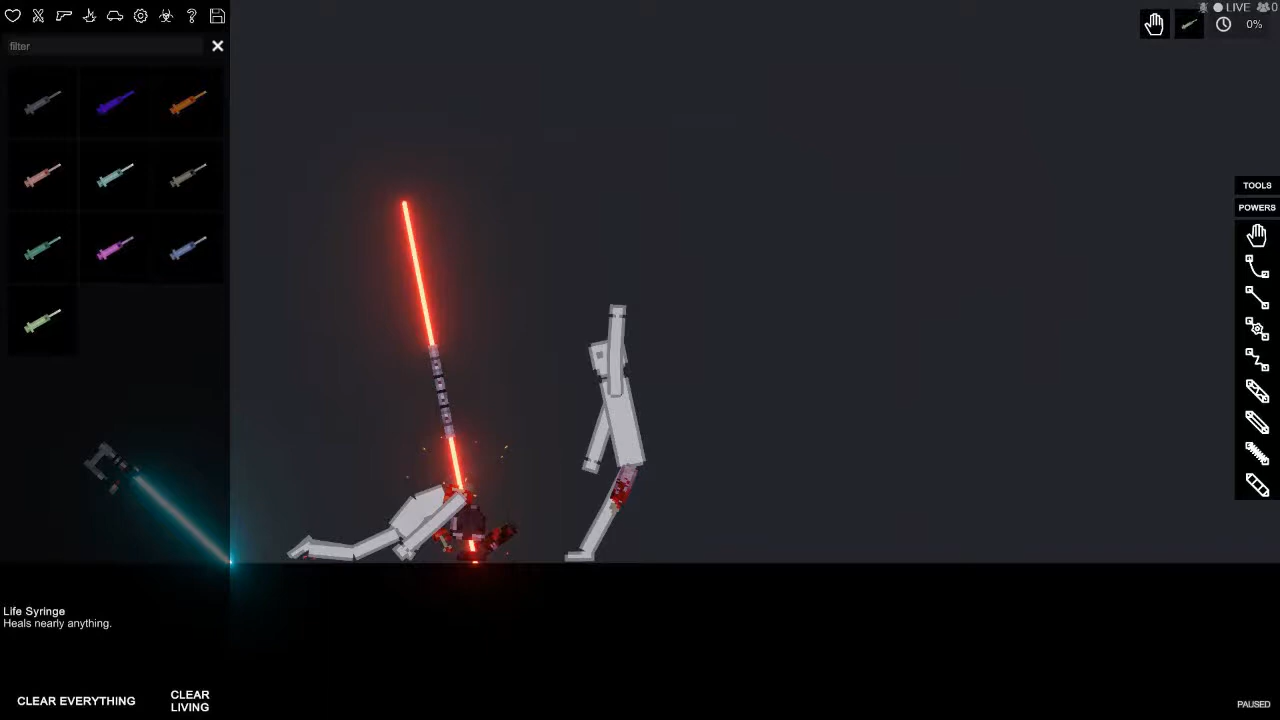 LIVE 0
filter
0%
TOOLS
POWERS
Life Syringe
Heals nearly anything.
CLEAR EVERYTHING
CLEAR
LIVING
PAUSED